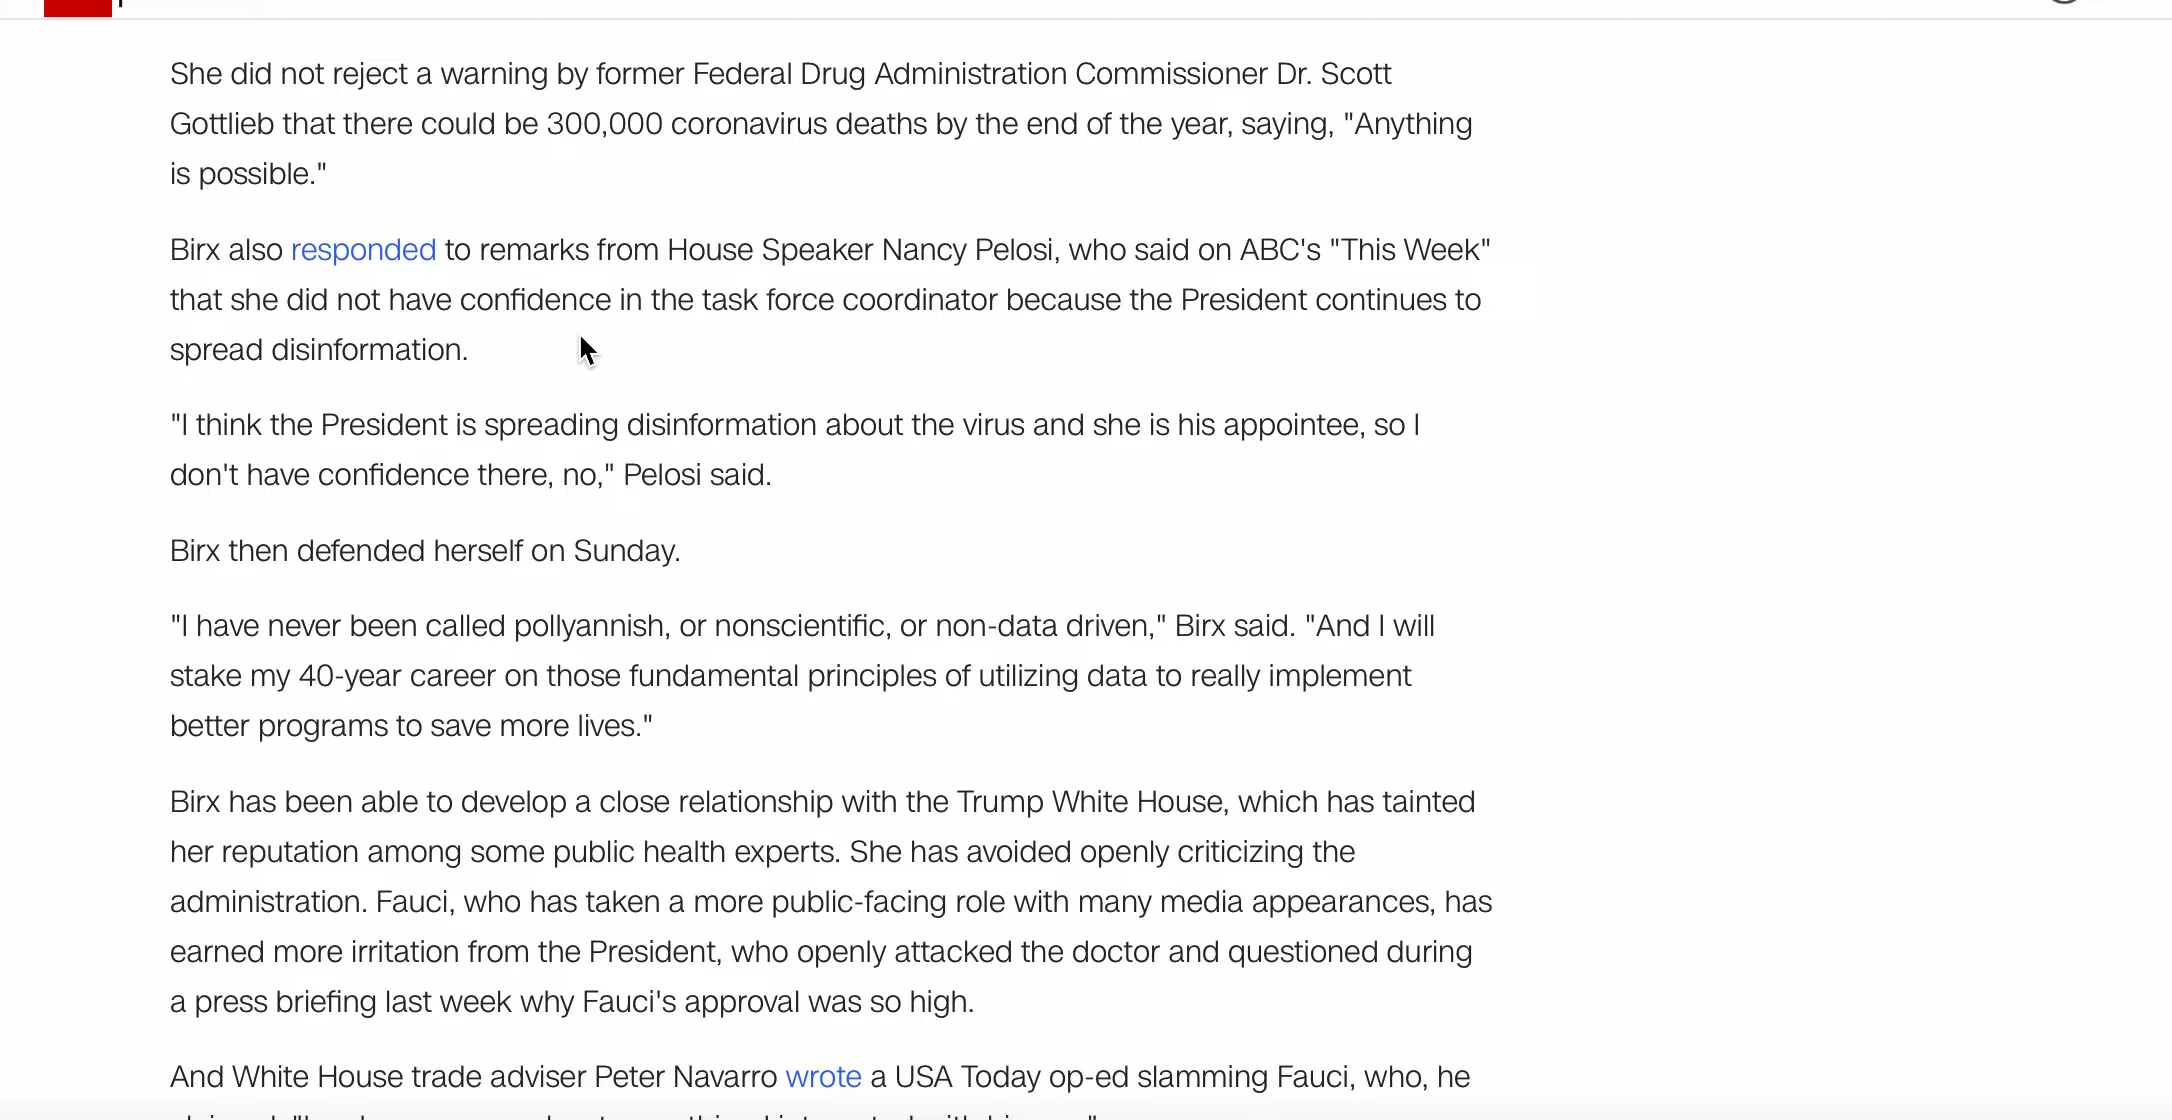 She did not reject a warning by former Federal Drug Administration Commissioner Dr. Scott
Gottlieb that there could be 300,000 coronavirus deaths by the end of the year, saying, "Anything
is possible."
Birx also responded to remarks from House Speaker Nancy Pelosi, who said on ABC's "This Week"
that she did not have confidence in the task force coordinator because the President continues to
spread disinformation.
"I think the President is spreading disinformation about the virus and she is his appointee, so I
don't have confidence there, no," Pelosi said.
Birx then defended herself on Sunday.
"I have never been called pollyannish, or nonscientific, or non-data driven," Birx said. "And I will
stake my 40-year career on those fundamental principles of utilizing data to really implement
better programs to save more lives."
Birx has been able to develop a close relationship with the Trump White House, which has tainted
her reputation among some public health experts. She has avoided openly criticizing the
administration. Fauci, who has taken a more public-facing role with many media appearances, has
earned more irritation from the President, who openly attacked the doctor and questioned during
a press briefing last week why Fauci's approval was so high.
And White House trade adviser Peter Navarro wrote a USA Today op-ed slamming Fauci, who, he